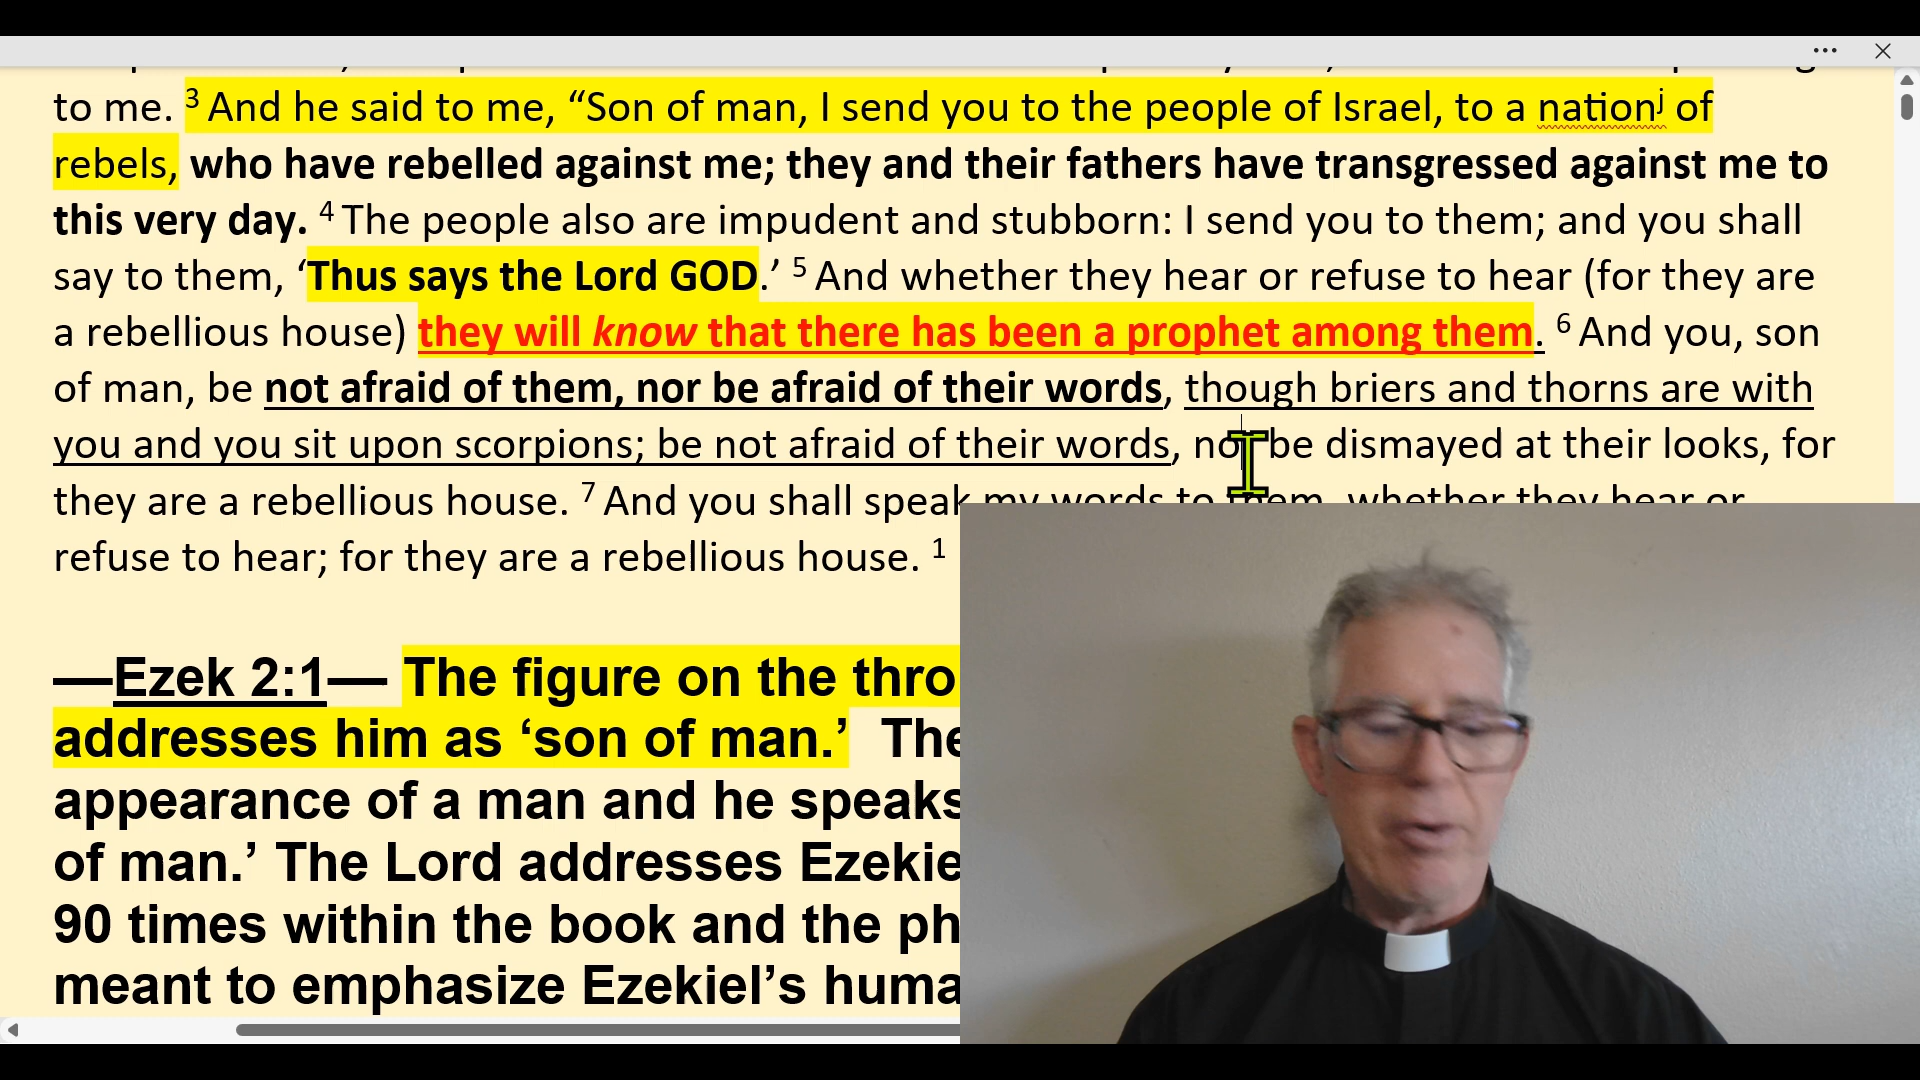 to me. 3 And he said to me, “Son of man, I send you to the people of Israel, to a nationj of
rebels, who have rebelled against me; they and their fathers have transgressed against me to
this very day. 4 The people also are impudent and stubborn: I send you to them; and you shall
say to them, ‘Thus says the Lord GOD.’ 5 And whether they hear or refuse to hear (for they are
a rebellious house) they will know that there has been a prophet among them. 6 And you, son
of man, be not afraid of them, nor be afraid of their words, though briers and thorns are with
you and you sit upon scorpions; be not afraid of their words, nor be dismayed at their looks, for
they are a rebellious house. 7 And you shall speak my words to them, whether they hear or
refuse to hear; for they are a rebellious house. 1
—Ezek 2:1— The figure on the thro
addresses him as ‘son of man.’ The
appearance of a man and he speaks
of man.’ The Lord addresses Ezekie
90 times within the book and the ph
meant to emphasize Ezekiel’s huma